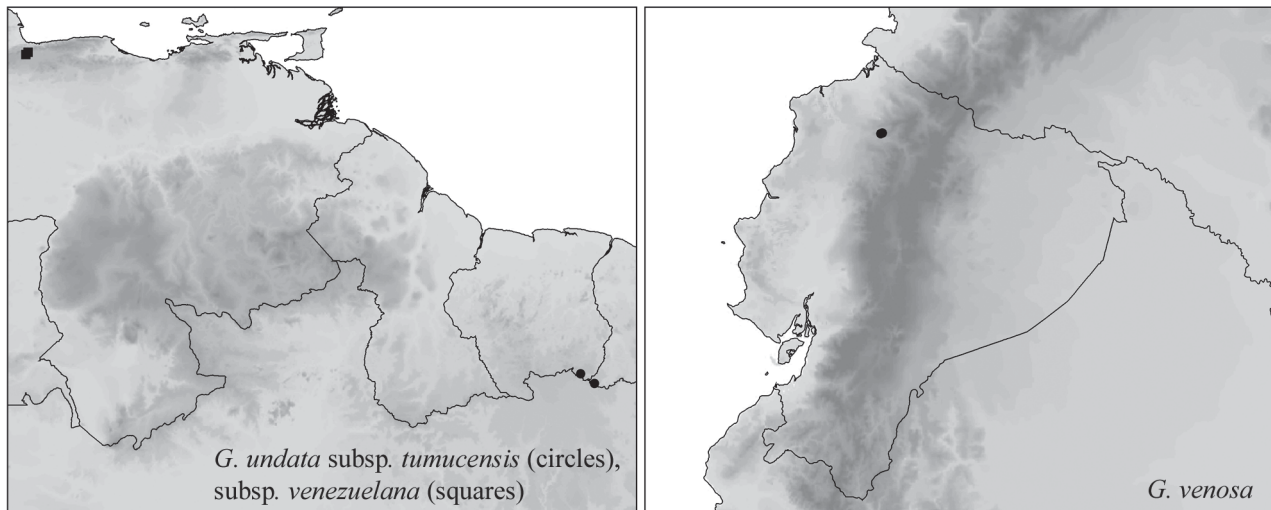 G. undata subsp. tumucensis (circles),
subsp. venezuelana (squares)
G. venosa